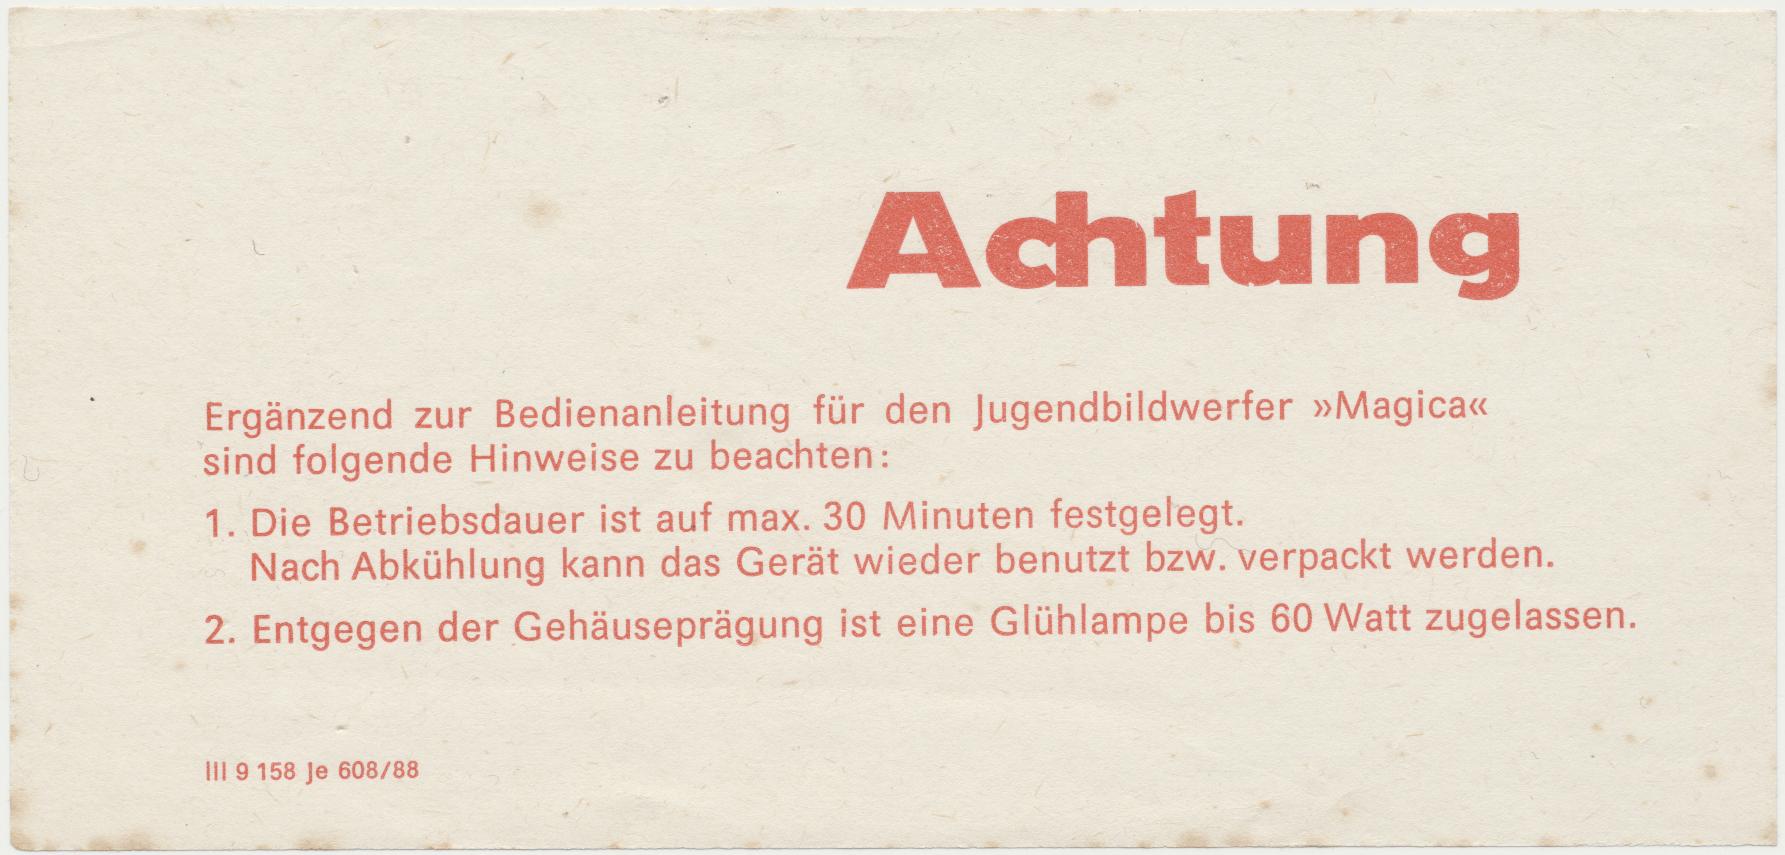 Achtung
Ergänzend zur Bedienanleitung für den Jugendbildwerfer »Magica«
sind folgende Hinweise zu beachten:
1. Die Betriebsdauer ist auf max. 30 Minuten festgelegt.
Nach Abkühlung kann das Gerät wieder benutzt bzw. verpackt werden.
2. Entgegen der Gehäuseprägung ist eine Glühlampe bis 60 Watt zugelassen.
III 9 158 Je 608/88